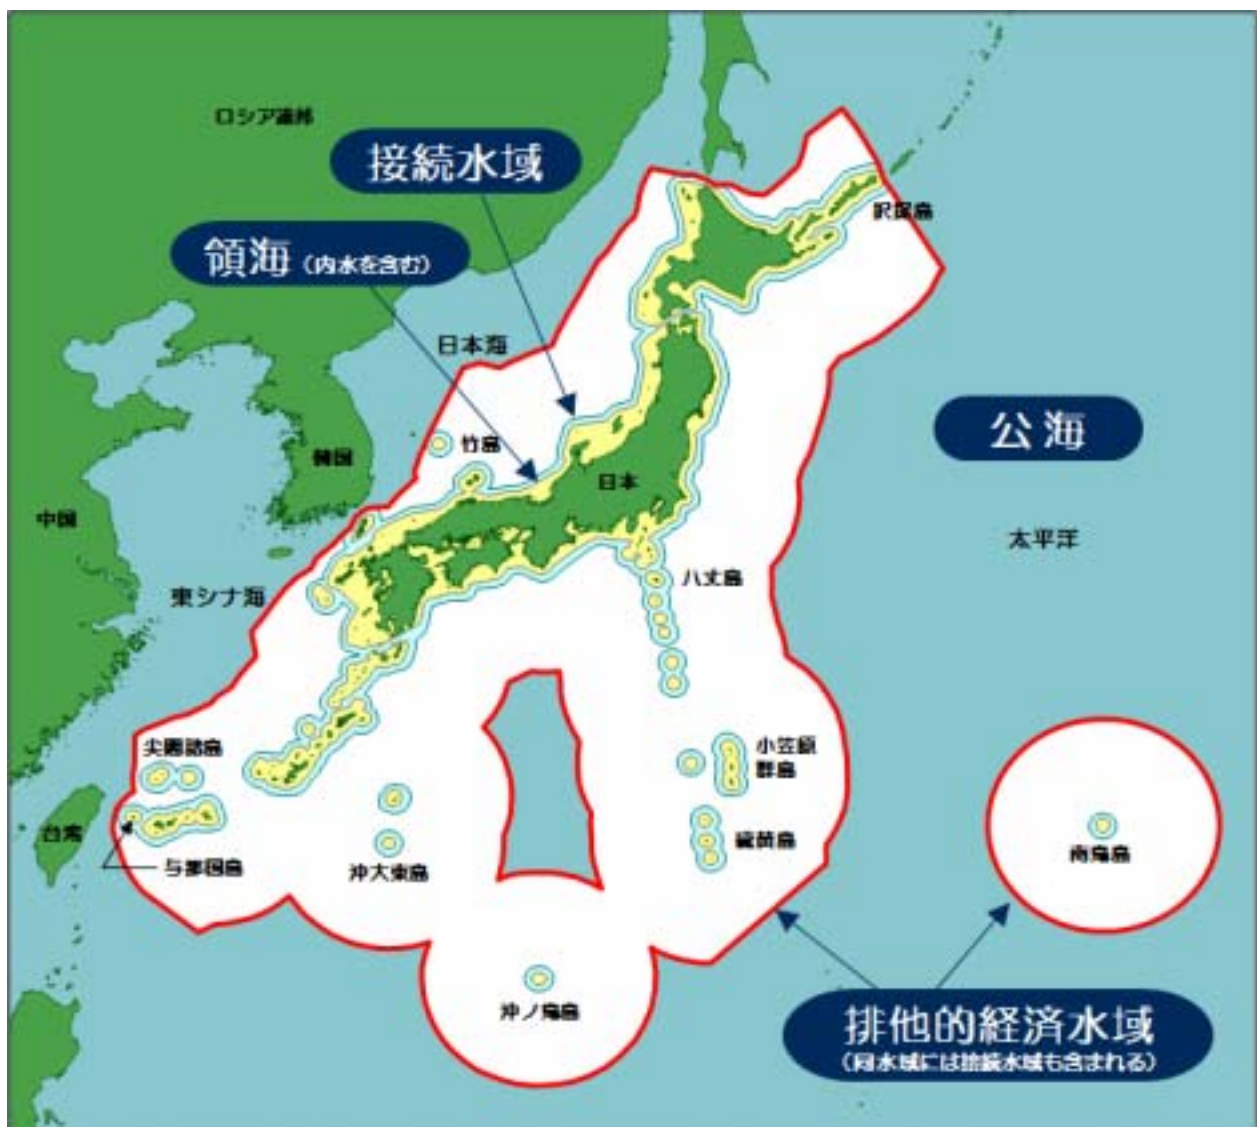 ロシア連邦
接続水域
択捉島
領海（内水を含む）
日本海
公海
竹島
韓国
日本
中国
太平洋
八丈島
東シナ海
尖閣諸島
小笠原
群島
台湾
硫黄島
南鳥島
与那国島
沖大東島
沖ノ鳥島
排他的経済水域
（同水域には接続水域も含まれる）